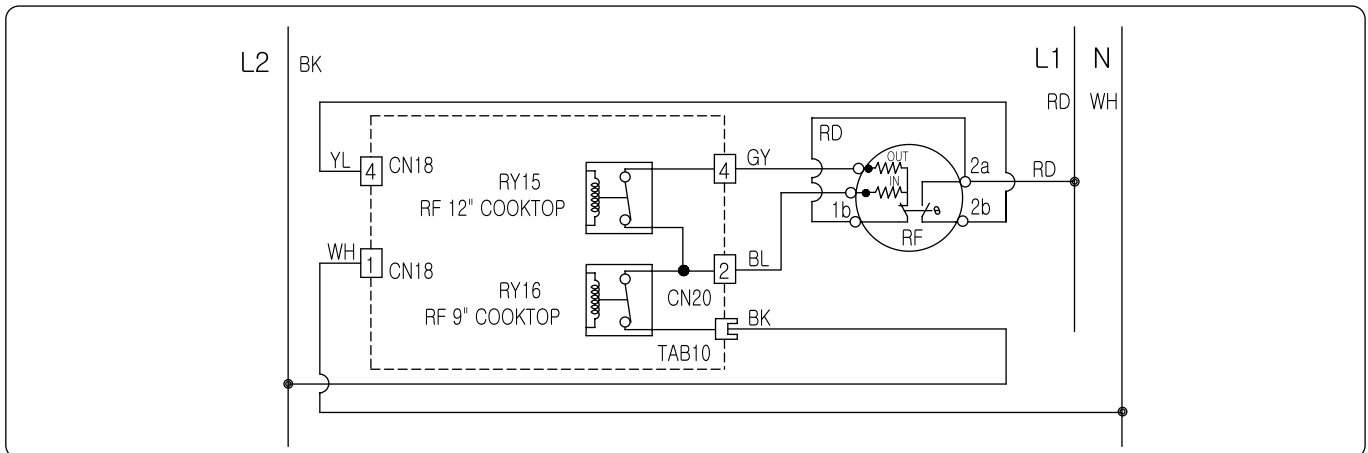 L2
BK
L1
N
RD
WH
YL
4
CN18
RY15
RF 12" COOKTOP
4
GY
RD
OUT
IN
2a
RD
1b
2b
θ
RF
WH
1
CN18
RY16
RF 9" COOKTOP
2
BL
CN20
BK
TAB10